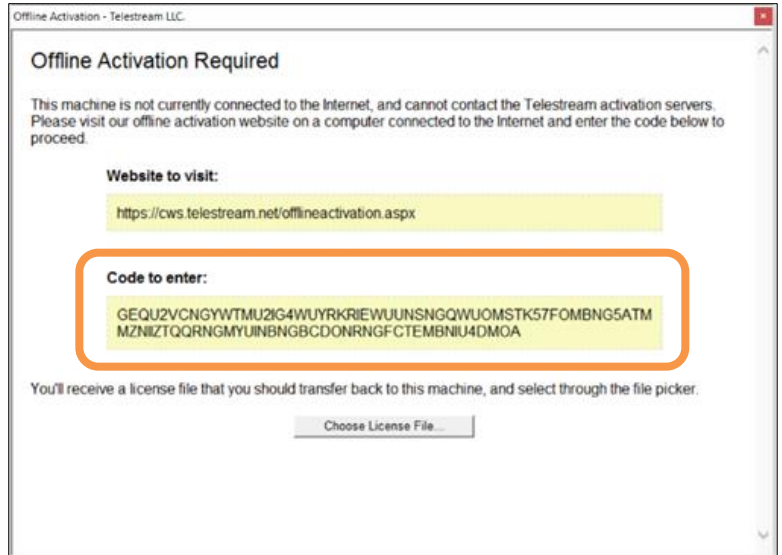 Offline Activation - Telestream LLC.
Offline Activation Required
This machine is not currently connected to the Internet, and cannot contact the Telestream activation servers.
Please visit our offline activation website on a computer connected to the Internet and enter the code below to
proceed.
Website to visit:
https://cws.telestream.net/offlineactivation.aspx
Code to enter:
GEQU2VCNGYWTMU2IG4WUYRKRIEWUUNSNGQWUOMSTK57FOMBNG5ATM
MZNIIZTQQRNGMYUINBNGBCDONRNGFCTEMBNIU4DMOA
You'll receive a license file that you should transfer back to this machine, and select through the file picker.
Choose License File...